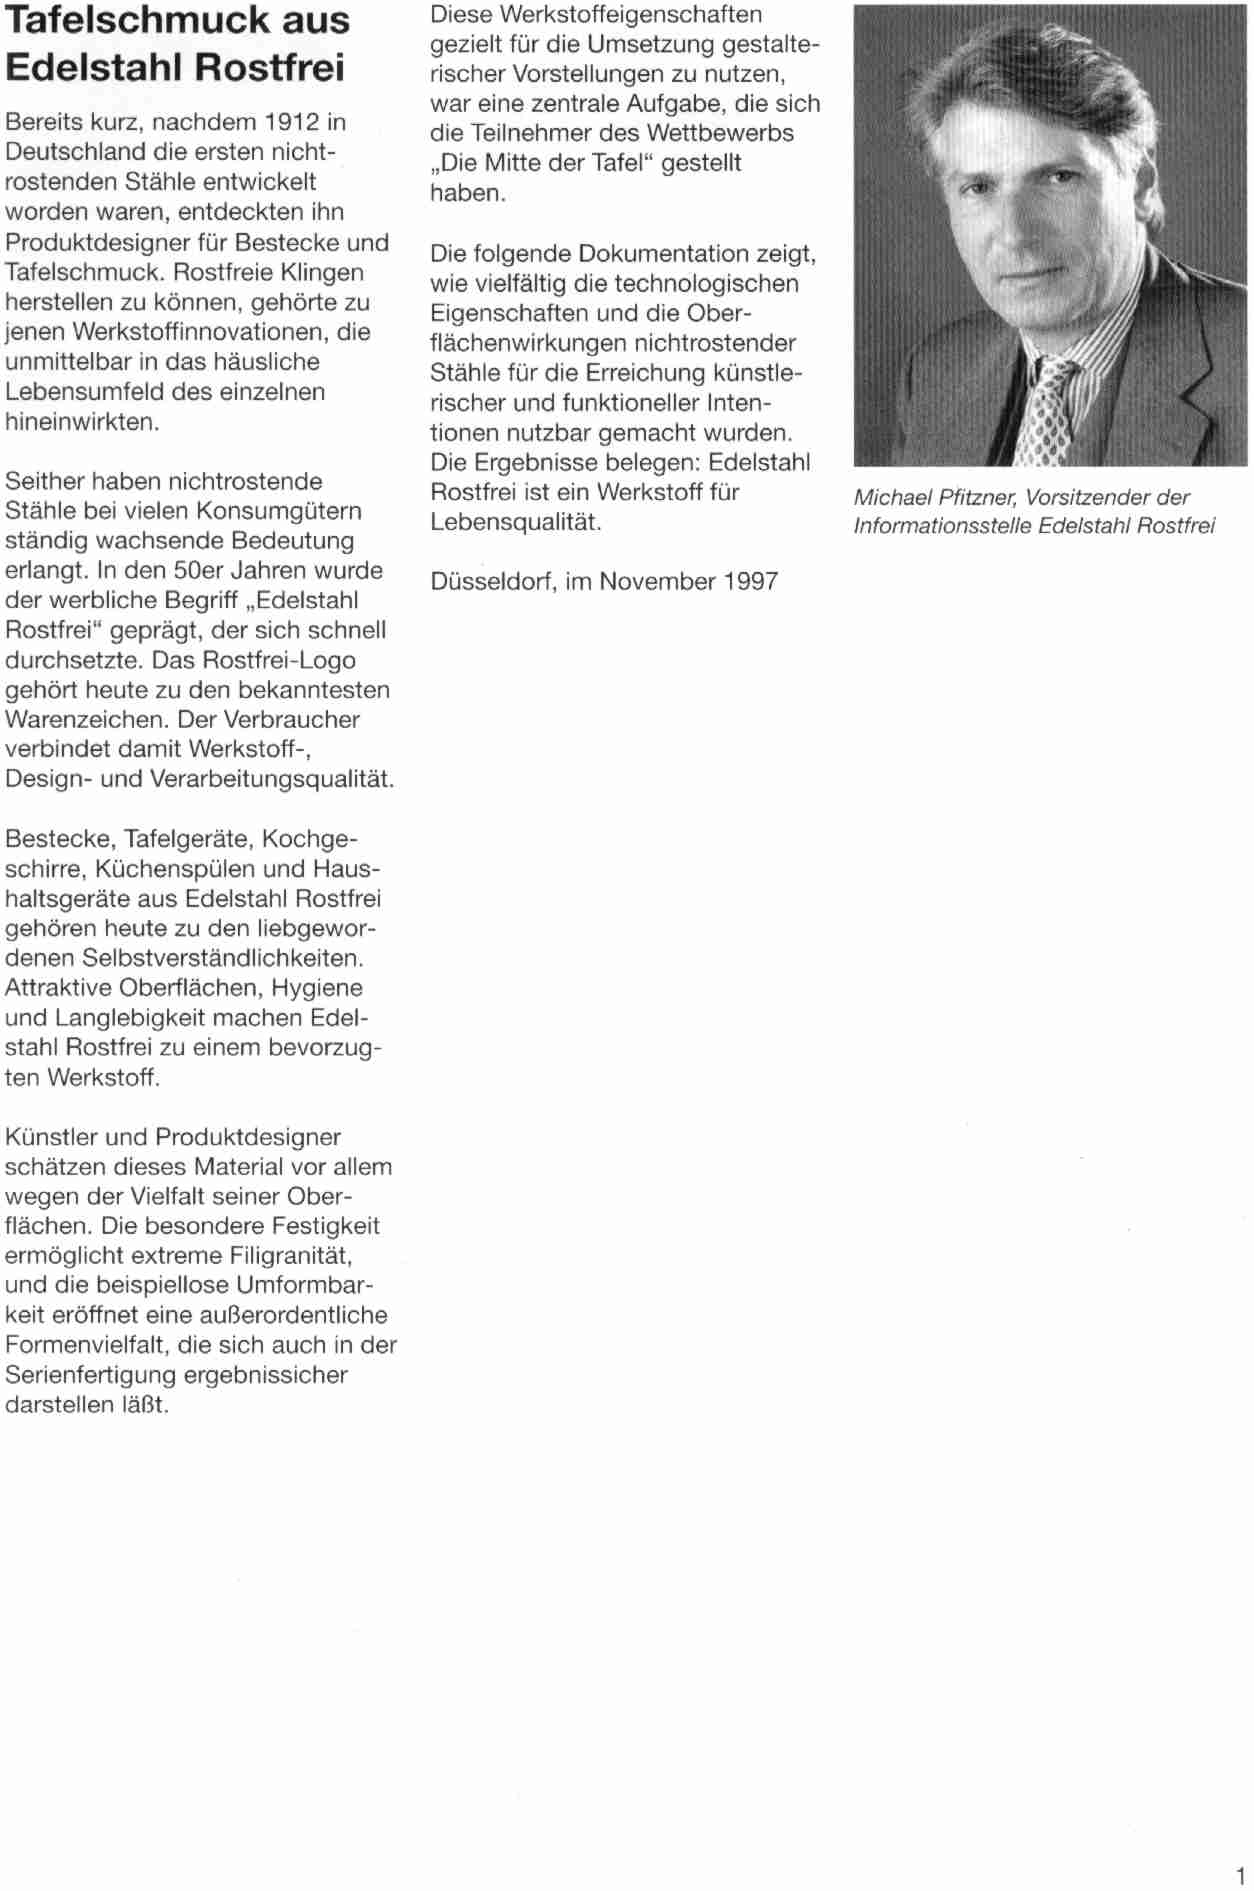 Tafelschmuck aus
Edelstahl Rostfrei
Bereits kurz, nachdem 1912 in
Deutschland die ersten nicht-
rostenden Stähle entwickelt
worden waren, entdeckten ihn
Produktdesigner für Bestecke und
Tafelschmuck. Rostfreie Klingen
herstellen zu können, gehörte zu
jenen Werkstoffinnovationen, die
unmittelbar in das häusliche
Lebensumfeld des einzelnen
hineinwirkten.
Seither haben nichtrostende
Stähle bei vielen Konsumgütern
ständig wachsende Bedeutung
erlangt. In den 50er Jahren wurde
der werbliche Begriff „Edelstahl
Rostfrei“ geprägt, der sich schnell
durchsetzte. Das Rostfrei-Logo
gehört heute zu den bekanntesten
Warenzeichen. Der Verbraucher
verbindet damit Werkstoff-,
Design- und Verarbeitungsqualität.
Bestecke, Tafelgeräte, Kochge-
schirre, Küchenspülen und Haus-
haltsgeräte aus Edelstahl Rostfrei
gehören heute zu den liebgewor-
denen Selbstverständlichkeiten.
Attraktive Oberflächen, Hygiene
und Langlebigkeit machen Edel-
stahl Rostfrei zu einem bevorzug-
ten Werkstoff.
Künstler und Produktdesigner
schätzen dieses Material vor allem
wegen der Vielfalt seiner Ober-
flächen. Die besondere Festigkeit
ermöglicht extreme Filigranität,
und die beispiellose Umformbar-
keit eröffnet eine außerordentliche
Formenvielfalt, die sich auch in der
Serienfertigung ergebnissicher
darstellen läßt.
Diese Werkstoffeigenschaften
gezielt für die Umsetzung gestalte-
rischer Vorstellungen zu nutzen,
war eine zentrale Aufgabe, die sich
die Teilnehmer des Wettbewerbs
„Die Mitte der Tafel“ gestellt
haben.
Die folgende Dokumentation zeigt,
wie vielfältig die technologischen
Eigenschaften und die Ober-
flächenwirkungen nichtrostender
Stähle für die Erreichung künstle-
rischer und funktioneller Inten-
tionen nutzbar gemacht wurden.
Die Ergebnisse belegen: Edelstahl
Rostfrei ist ein Werkstoff für
Lebensqualität.
Düsseldorf, im November 1997
Michael Pfitzner, Vorsitzender der
Informationsstelle Edelstahl Rostfrei
1